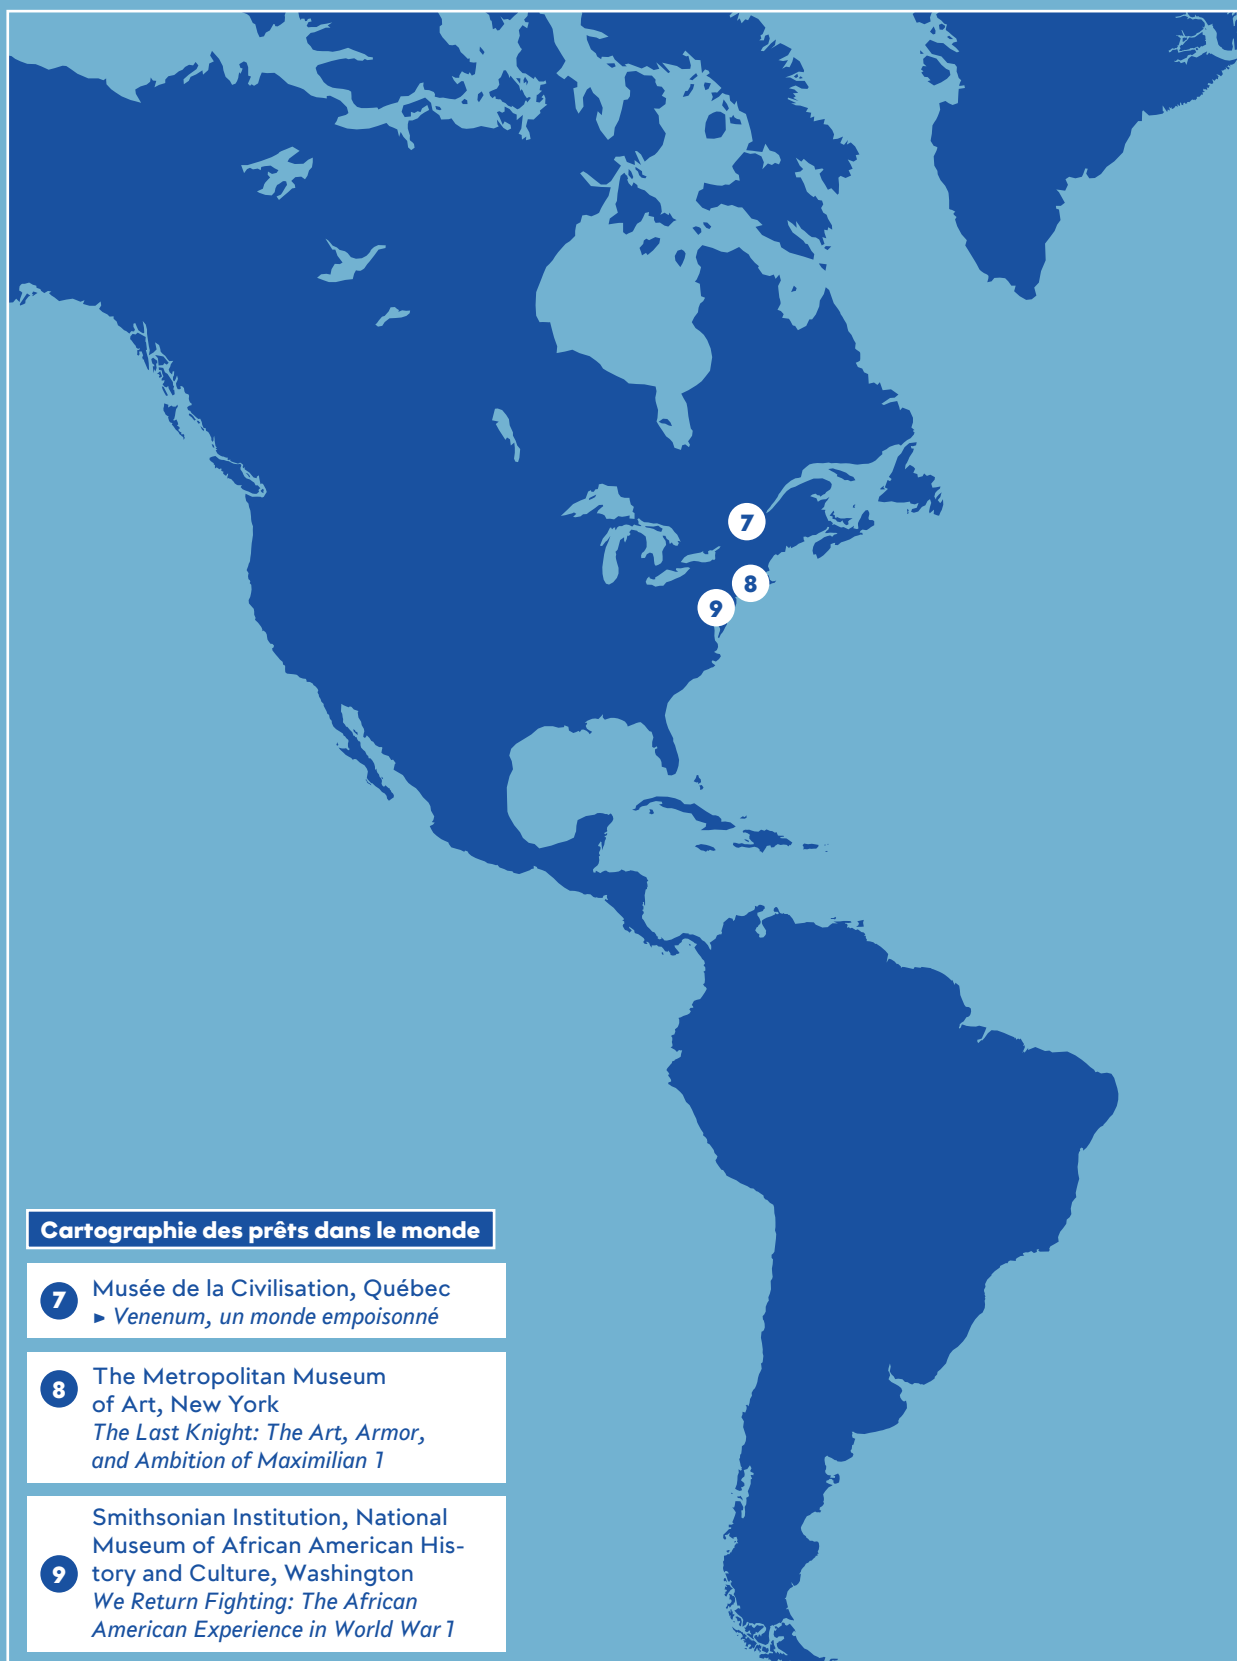 7
8
9
Cartographie des prêts dans le monde
7
Musée de la Civilisation, Québec
► Venenum, un monde empoisonné
8
The Metropolitan Museum
of Art, New York
The Last Knight: The Art, Armor,
and Ambition of Maximilian 1
9
Smithsonian Institution, National
Museum of African American His-
tory and Culture, Washington
We Return Fighting: The African
American Experience in World War 1